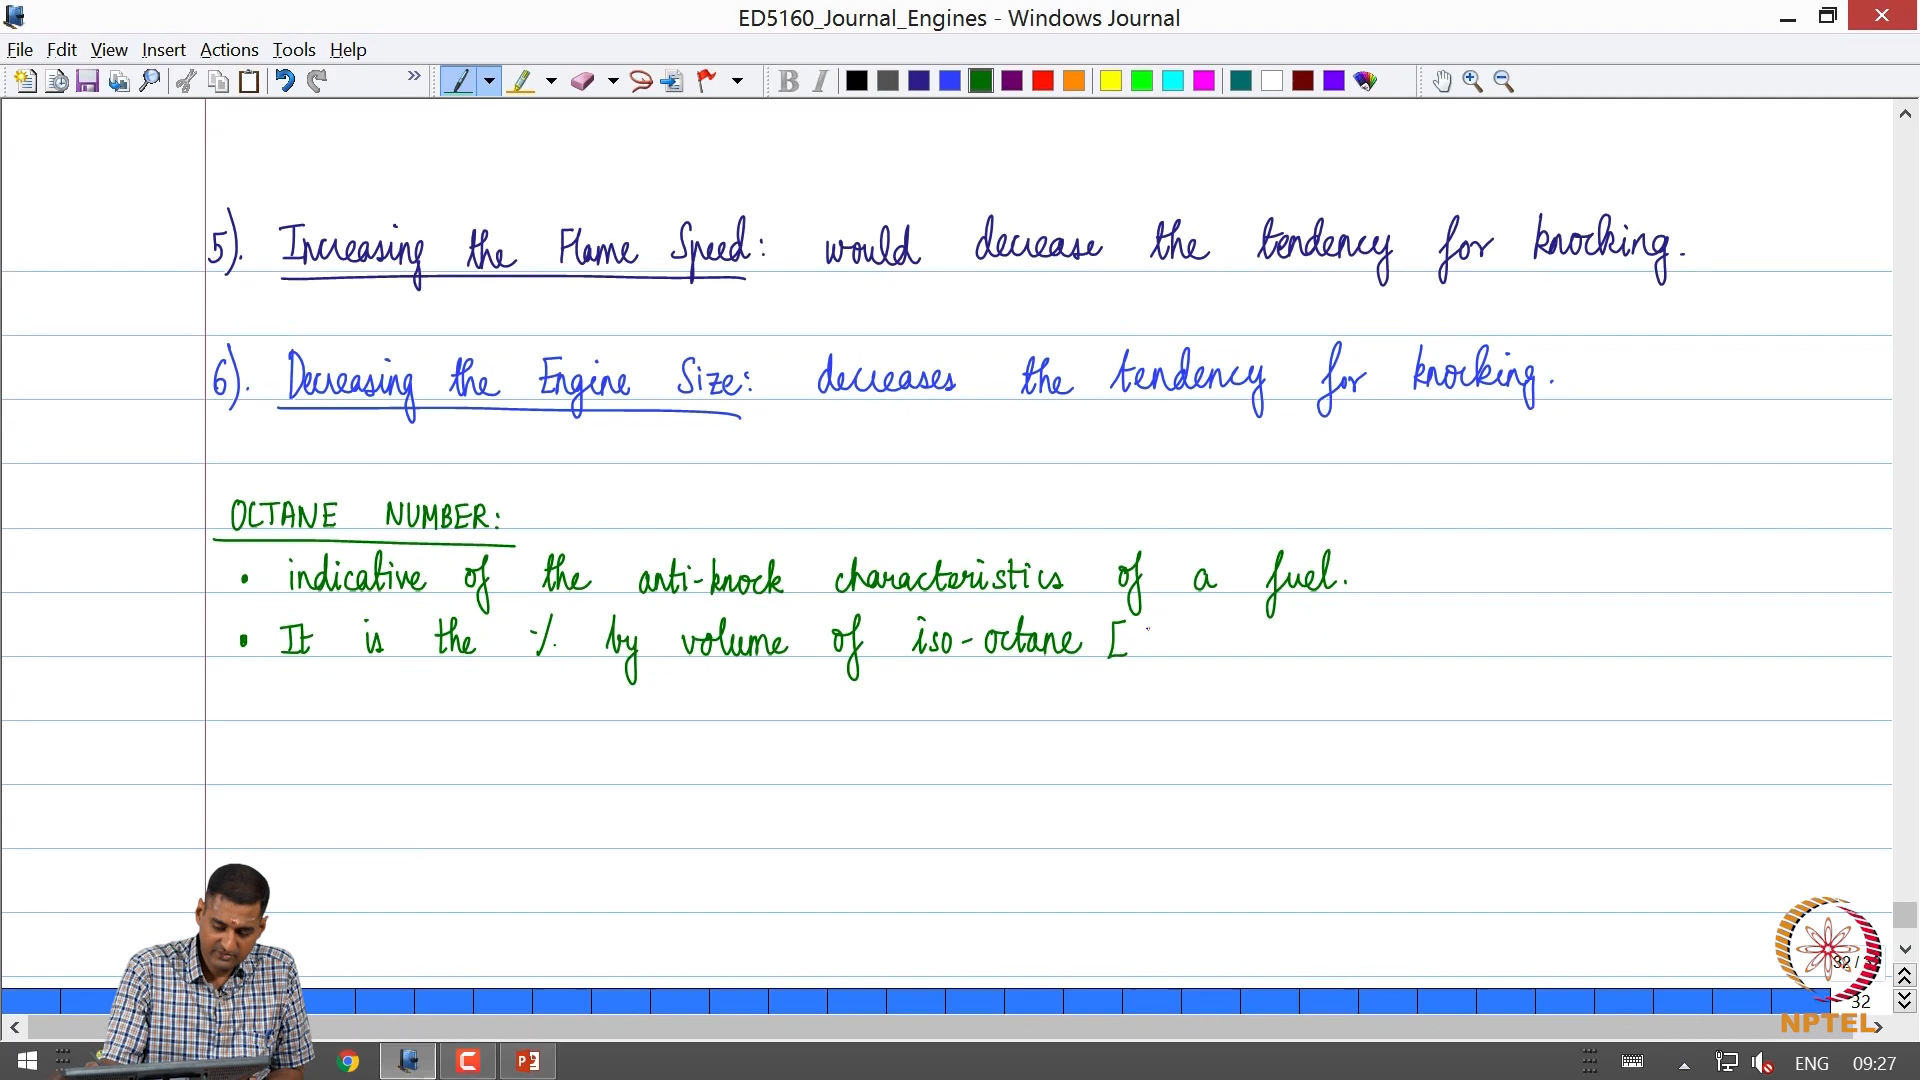 ED5160_Journal_Engines - Windows Journal
File Edit View Insert Actions Tools Help
5). Increasing the Flame Speed: would decrease the tendency for knocking.
6). Decreasing the Engine Size: decreases the tendency for knocking.
OCTANE NUMBER:
• indicative of the anti-knock characteristics of a fuel.
• It is the % by volume of iso-octane [
32 /
32
NPTEL
ENG 09:27